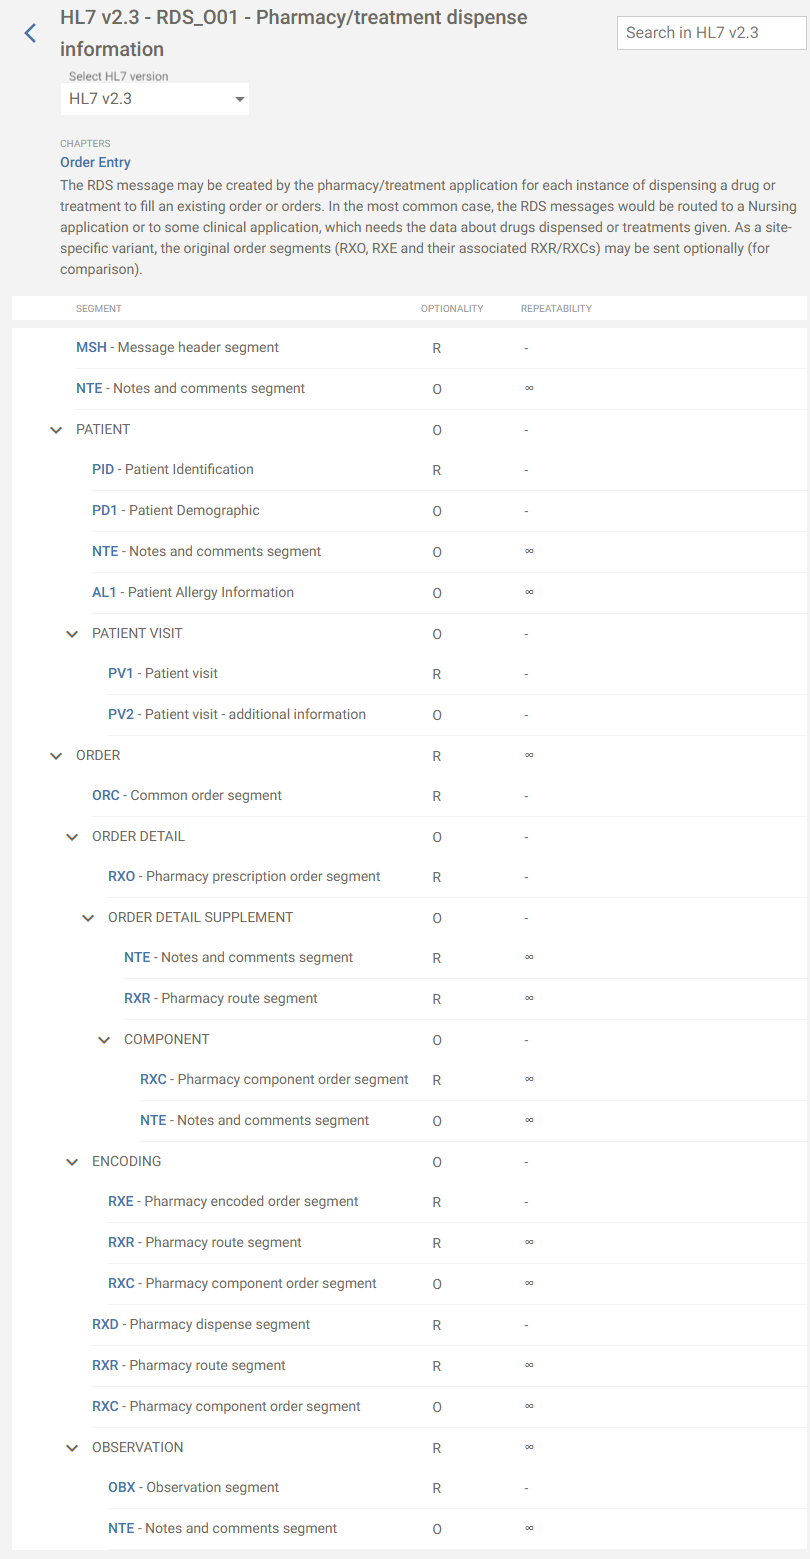 HL7 v2.3 - RDS_O01 - Pharmacy/treatment dispense
information
Search in HL7 v2.3
Select HL7 version
HL7 v2.3
CHAPTERS
Order Entry
The RDS message may be created by the pharmacy/treatment application for each instance of dispensing a drug or
treatment to fill an existing order or orders. In the most common case, the RDS messages would be routed to a Nursing
application or to some clinical application, which needs the data about drugs dispensed or treatments given. As a site-
specific variant, the original order segments (RXO, RXE and their associated RXR/RXCs) may be sent optionally (for
comparison).
SEGMENT OPTIONALITY REPEATABILITY
MSH - Message header segment R -
NTE - Notes and comments segment O ∞
PATIENT O -
PID - Patient Identification R -
PD1 - Patient Demographic O -
NTE - Notes and comments segment O ∞
AL1 - Patient Allergy Information O ∞
PATIENT VISIT O -
PV1 - Patient visit R -
PV2 - Patient visit - additional information O -
ORDER R ∞
ORC - Common order segment R -
ORDER DETAIL O -
RXO - Pharmacy prescription order segment R -
ORDER DETAIL SUPPLEMENT O -
NTE - Notes and comments segment R ∞
RXR - Pharmacy route segment R ∞
COMPONENT O -
RXC - Pharmacy component order segment R ∞
NTE - Notes and comments segment O ∞
ENCODING O -
RXE - Pharmacy encoded order segment R -
RXR - Pharmacy route segment R ∞
RXC - Pharmacy component order segment O ∞
RXD - Pharmacy dispense segment R -
RXR - Pharmacy route segment R ∞
RXC - Pharmacy component order segment O ∞
OBSERVATION R ∞
OBX - Observation segment R -
NTE - Notes and comments segment O ∞